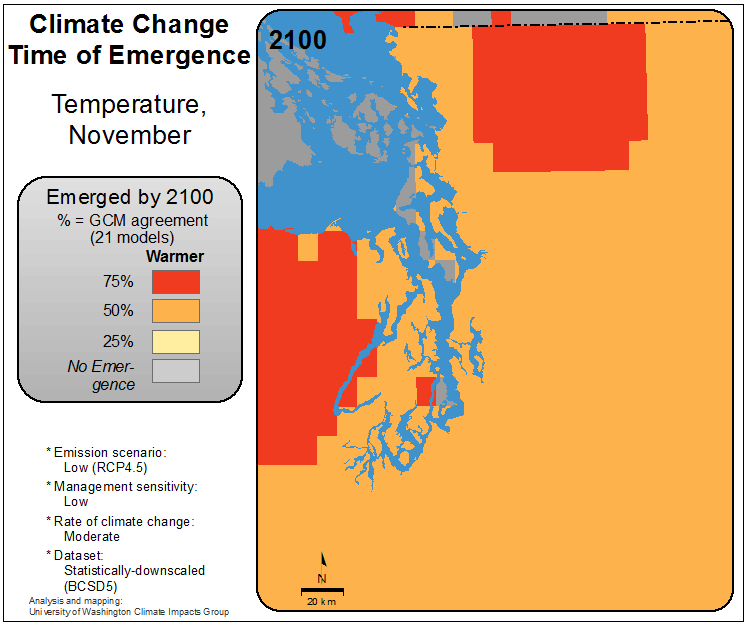 Climate Change
Time of Emergence
Temperature,
November
Emerged by 2100
% = GCM agreement
(21 models)
Warmer
75%
50%
25%
No Emer-
gence
* Emission scenario:
Low (RCP4.5)
* Management sensitivity:
Low
* Rate of climate change:
Moderate
* Dataset:
Statistically-downscaled
(BCSD5)
Analysis and mapping:
University of Washington Climate Impacts Group
2100
N
20 km